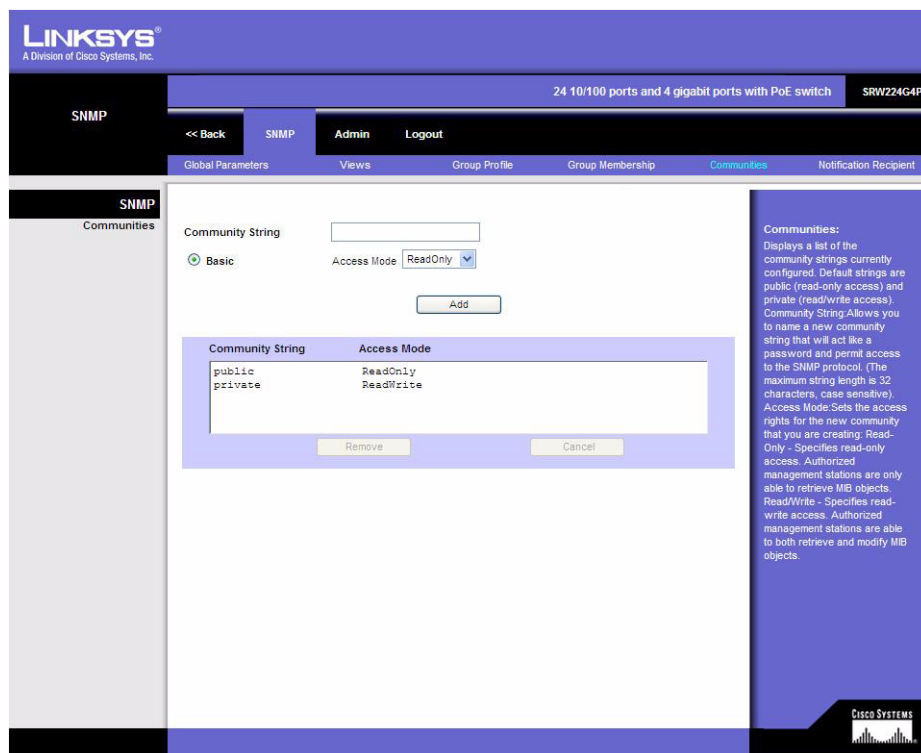 LINKSYS®
A Division of Cisco Systems, Inc.
24 10/100 ports and 4 gigabit ports with PoE switch
SRW224G4P
SNMP
<< Back
SNMP
Admin
Logout
Global Parameters
Views
Group Profile
Group Membership
Communities
Notification Recipient
SNMP
Communities
Community String
Basic
Access Mode
ReadOnly
Add
Community String
Access Mode
public ReadOnly
private ReadWrite
Remove
Cancel
Communities:
Displays a list of the
community strings currently
configured. Default strings are
public (read-only access) and
private (read/write access).
Community String:Allows you
to name a new community
string that will act like a
password and permit access
to the SNMP protocol. (The
maximum string length is 32
characters, case sensitive).
Access Mode:Sets the access
rights for the new community
that you are creating: Read-
Only - Specifies read-only
access. Authorized
management stations are only
able to retrieve MIB objects.
Read/Write - Specifies read-
write access. Authorized
management stations are able
to both retrieve and modify MIB
objects.
CISCO SYSTEMS